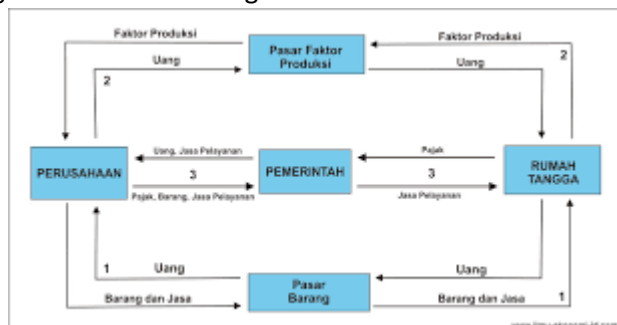 Faktor Produksi
Pasar Faktor
Produksi
Faktor Produksi
Uang
Uang
2
2
Uang, Jasa Pelayanan
Pajak
PERUSAHAAN
3
PEMERINTAH
3
RUMAH
TANGGA
Pajak, Barang, Jasa Pelayanan
Jasa Pelayanan
1
Uang
Pasar
Barang
Uang
Barang dan Jasa
Barang dan Jasa
1